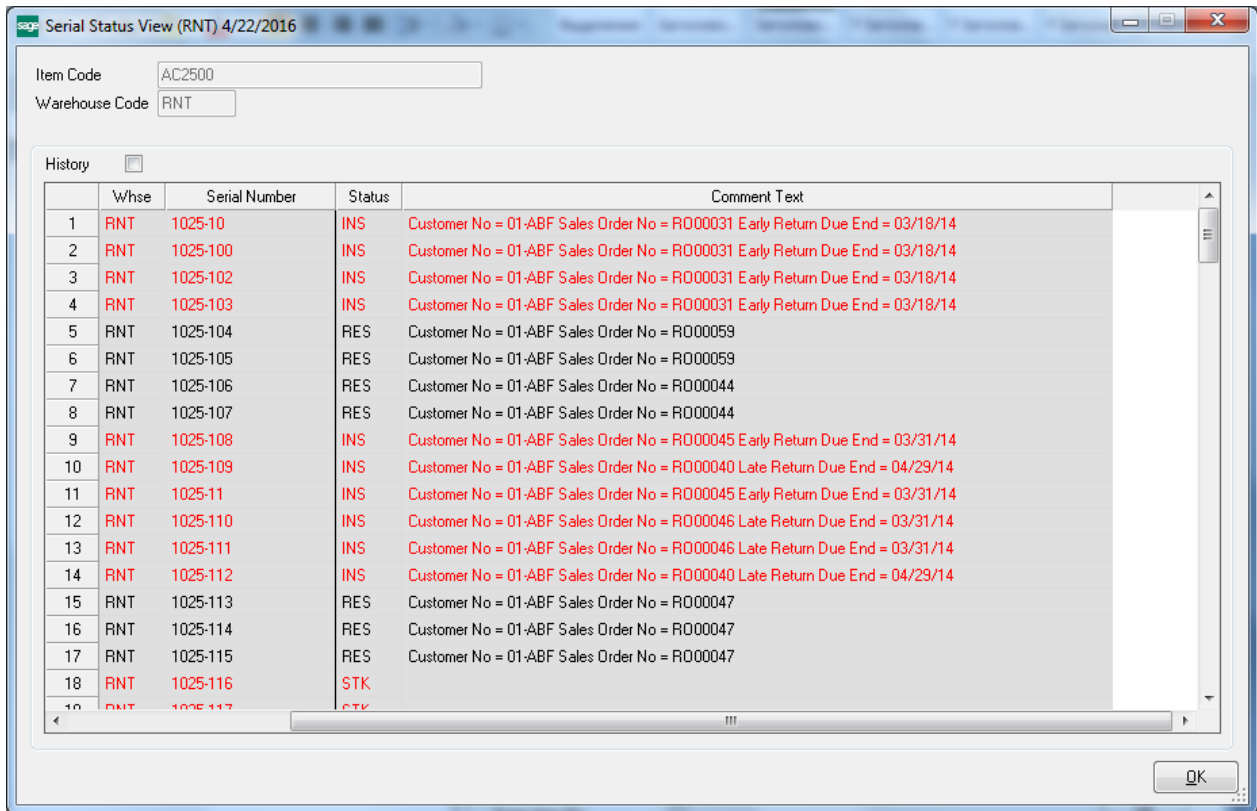 sage Serial Status View (RNT) 4/22/2016
Item Code AC2500
Warehouse Code RNT
History
Whse Serial Number Status Comment Text
1 RNT 1025-10 INS Customer No = 01-ABF Sales Order No = RO00031 Early Return Due End = 03/18/14
2 RNT 1025-100 INS Customer No = 01-ABF Sales Order No = RO00031 Early Return Due End = 03/18/14
3 RNT 1025-102 INS Customer No = 01-ABF Sales Order No = RO00031 Early Return Due End = 03/18/14
4 RNT 1025-103 INS Customer No = 01-ABF Sales Order No = RO00031 Early Return Due End = 03/18/14
5 RNT 1025-104 RES Customer No = 01-ABF Sales Order No = RO00059
6 RNT 1025-105 RES Customer No = 01-ABF Sales Order No = RO00059
7 RNT 1025-106 RES Customer No = 01-ABF Sales Order No = RO00044
8 RNT 1025-107 RES Customer No = 01-ABF Sales Order No = RO00044
9 RNT 1025-108 INS Customer No = 01-ABF Sales Order No = RO00045 Early Return Due End = 03/31/14
10 RNT 1025-109 INS Customer No = 01-ABF Sales Order No = RO00040 Late Return Due End = 04/29/14
11 RNT 1025-11 INS Customer No = 01-ABF Sales Order No = RO00045 Early Return Due End = 03/31/14
12 RNT 1025-110 INS Customer No = 01-ABF Sales Order No = RO00046 Late Return Due End = 03/31/14
13 RNT 1025-111 INS Customer No = 01-ABF Sales Order No = RO00046 Late Return Due End = 03/31/14
14 RNT 1025-112 INS Customer No = 01-ABF Sales Order No = RO00040 Late Return Due End = 04/29/14
15 RNT 1025-113 RES Customer No = 01-ABF Sales Order No = RO00047
16 RNT 1025-114 RES Customer No = 01-ABF Sales Order No = RO00047
17 RNT 1025-115 RES Customer No = 01-ABF Sales Order No = RO00047
18 RNT 1025-116 STK
19 RNT 1025-117 STK
OK